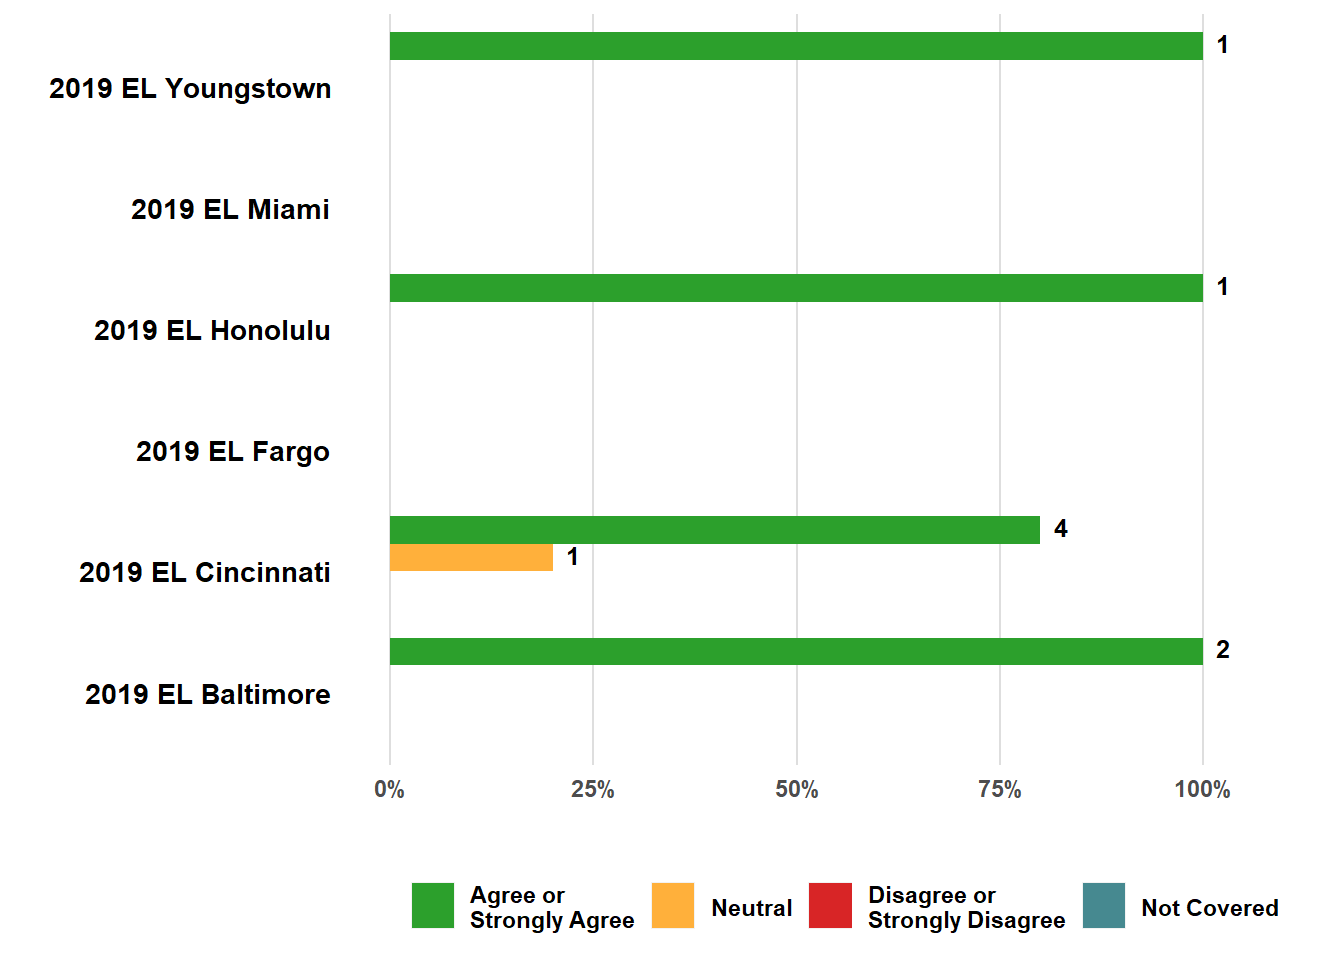 1
2019 EL Youngstown
2019 EL Miami
1
2019 EL Honolulu
2019 EL Fargo
4
1
2019 EL Cincinnati
2
2019 EL Baltimore
0% 25% 50% 75% 100%
Agree or
Strongly Agree
Neutral
Disagree or
Strongly Disagree
Not Covered